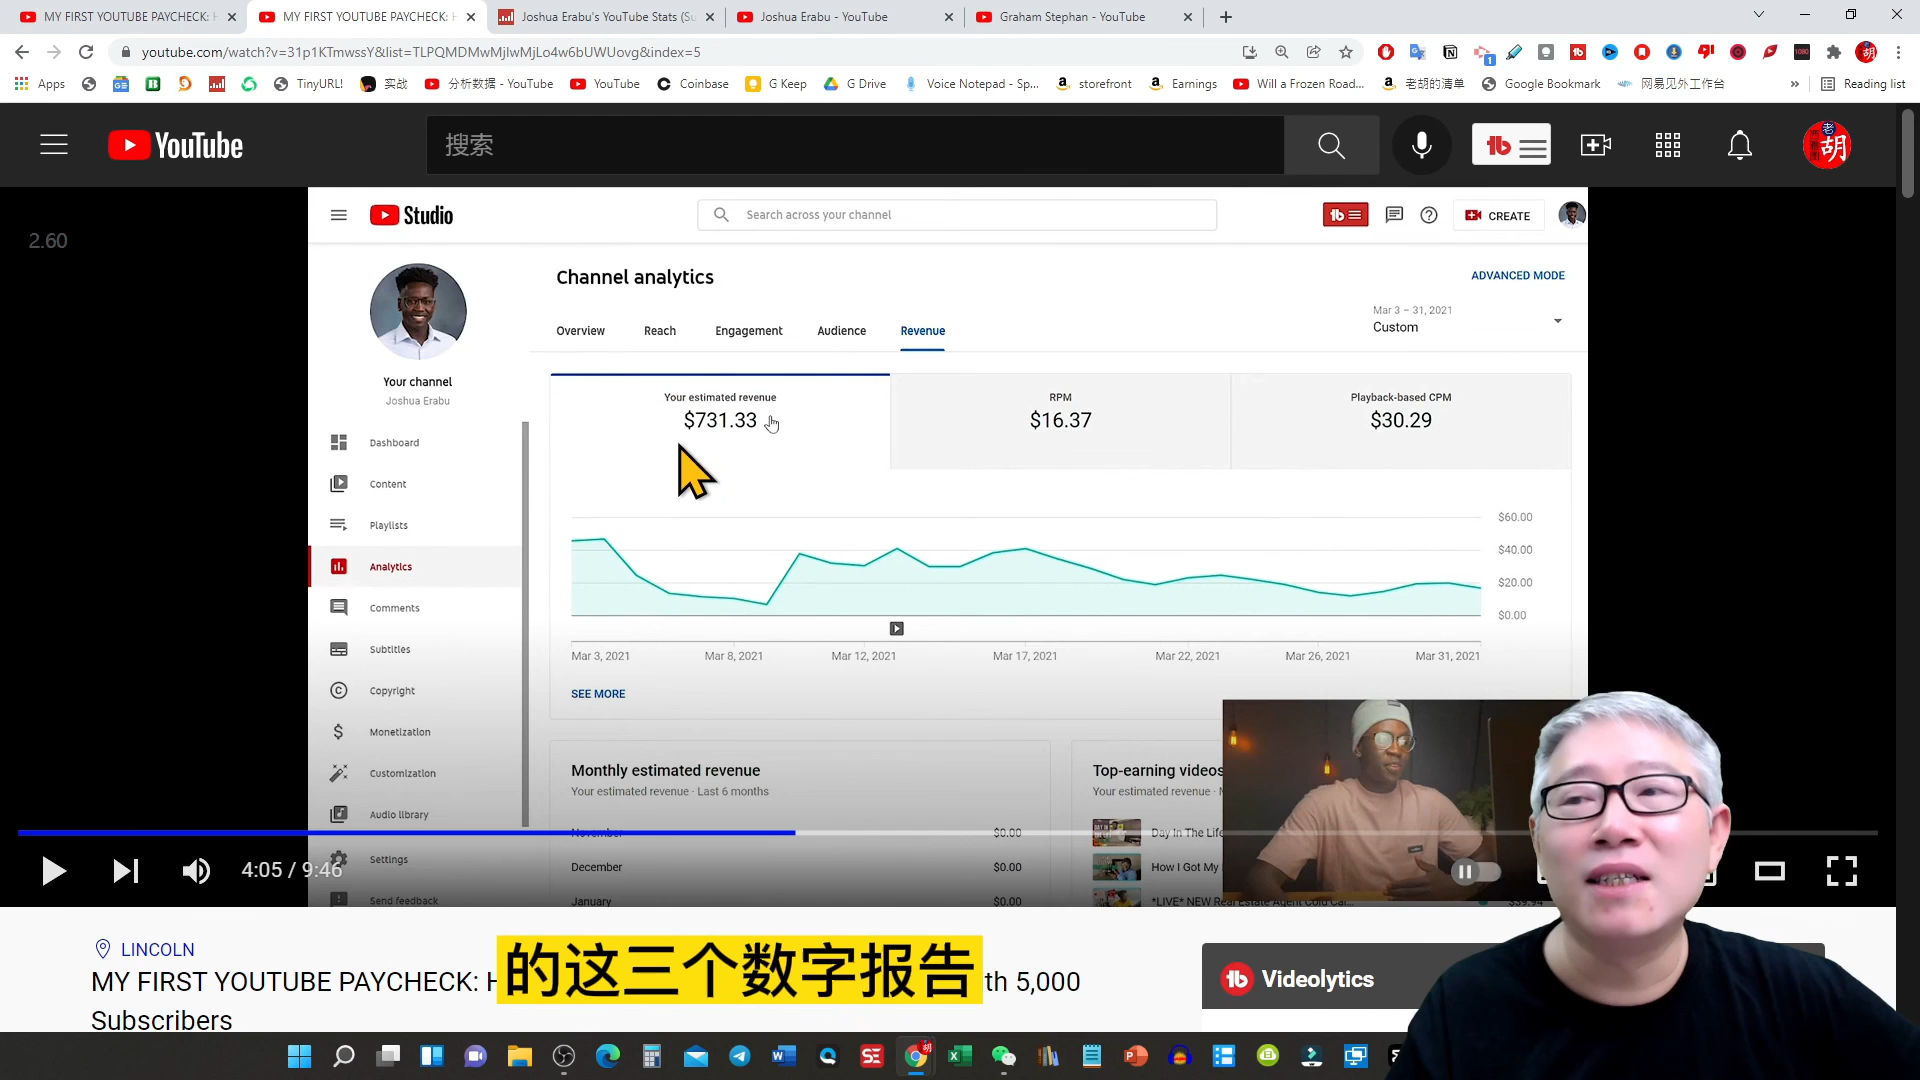 MY FIRST YOUTUBE PAYCHECK: H
MY FIRST YOUTUBE PAYCHECK: H
Joshua Erabu's YouTube Stats (Su
Joshua Erabu - YouTube
Graham Stephan - YouTube
youtube.com/watch?v=31p1KTmwssY&list=TLPQMDMwMjIwMjLo4w6bUWUovg&index=5
Apps
TinyURL!
实战
分析数据 - YouTube
YouTube
Coinbase
G Keep
G Drive
Voice Notepad - Sp...
storefront
Earnings
Will a Frozen Road...
老胡的清单
Google Bookmark
网易见外工作台
»
Reading list
YouTube
搜索
2.60
Studio
Search across your channel
CREATE
Channel analytics
ADVANCED MODE
Overview
Reach
Engagement
Audience
Revenue
Mar 3 – 31, 2021
Custom
Your channel
Joshua Erabu
Your estimated revenue
$731.33
RPM
$16.37
Playback-based CPM
$30.29
Dashboard
Content
Playlists
Analytics
Comments
Subtitles
Copyright
Monetization
Customization
Audio library
Settings
Send feedback
$60.00
$40.00
$20.00
$0.00
Mar 3, 2021
Mar 8, 2021
Mar 12, 2021
Mar 17, 2021
Mar 22, 2021
Mar 26, 2021
Mar 31, 2021
SEE MORE
Monthly estimated revenue
Your estimated revenue · Last 6 months
November
$0.00
December
$0.00
January
$0.00
Top-earning videos
Your estimated revenue ·
Day In The Life
How I Got My
*LIVE* NEW Real Estate Agent Cold Cal...
4:05 / 9:46
LINCOLN
MY FIRST YOUTUBE PAYCHECK: H
th 5,000
Subscribers
的这三个数字报告
Videolytics